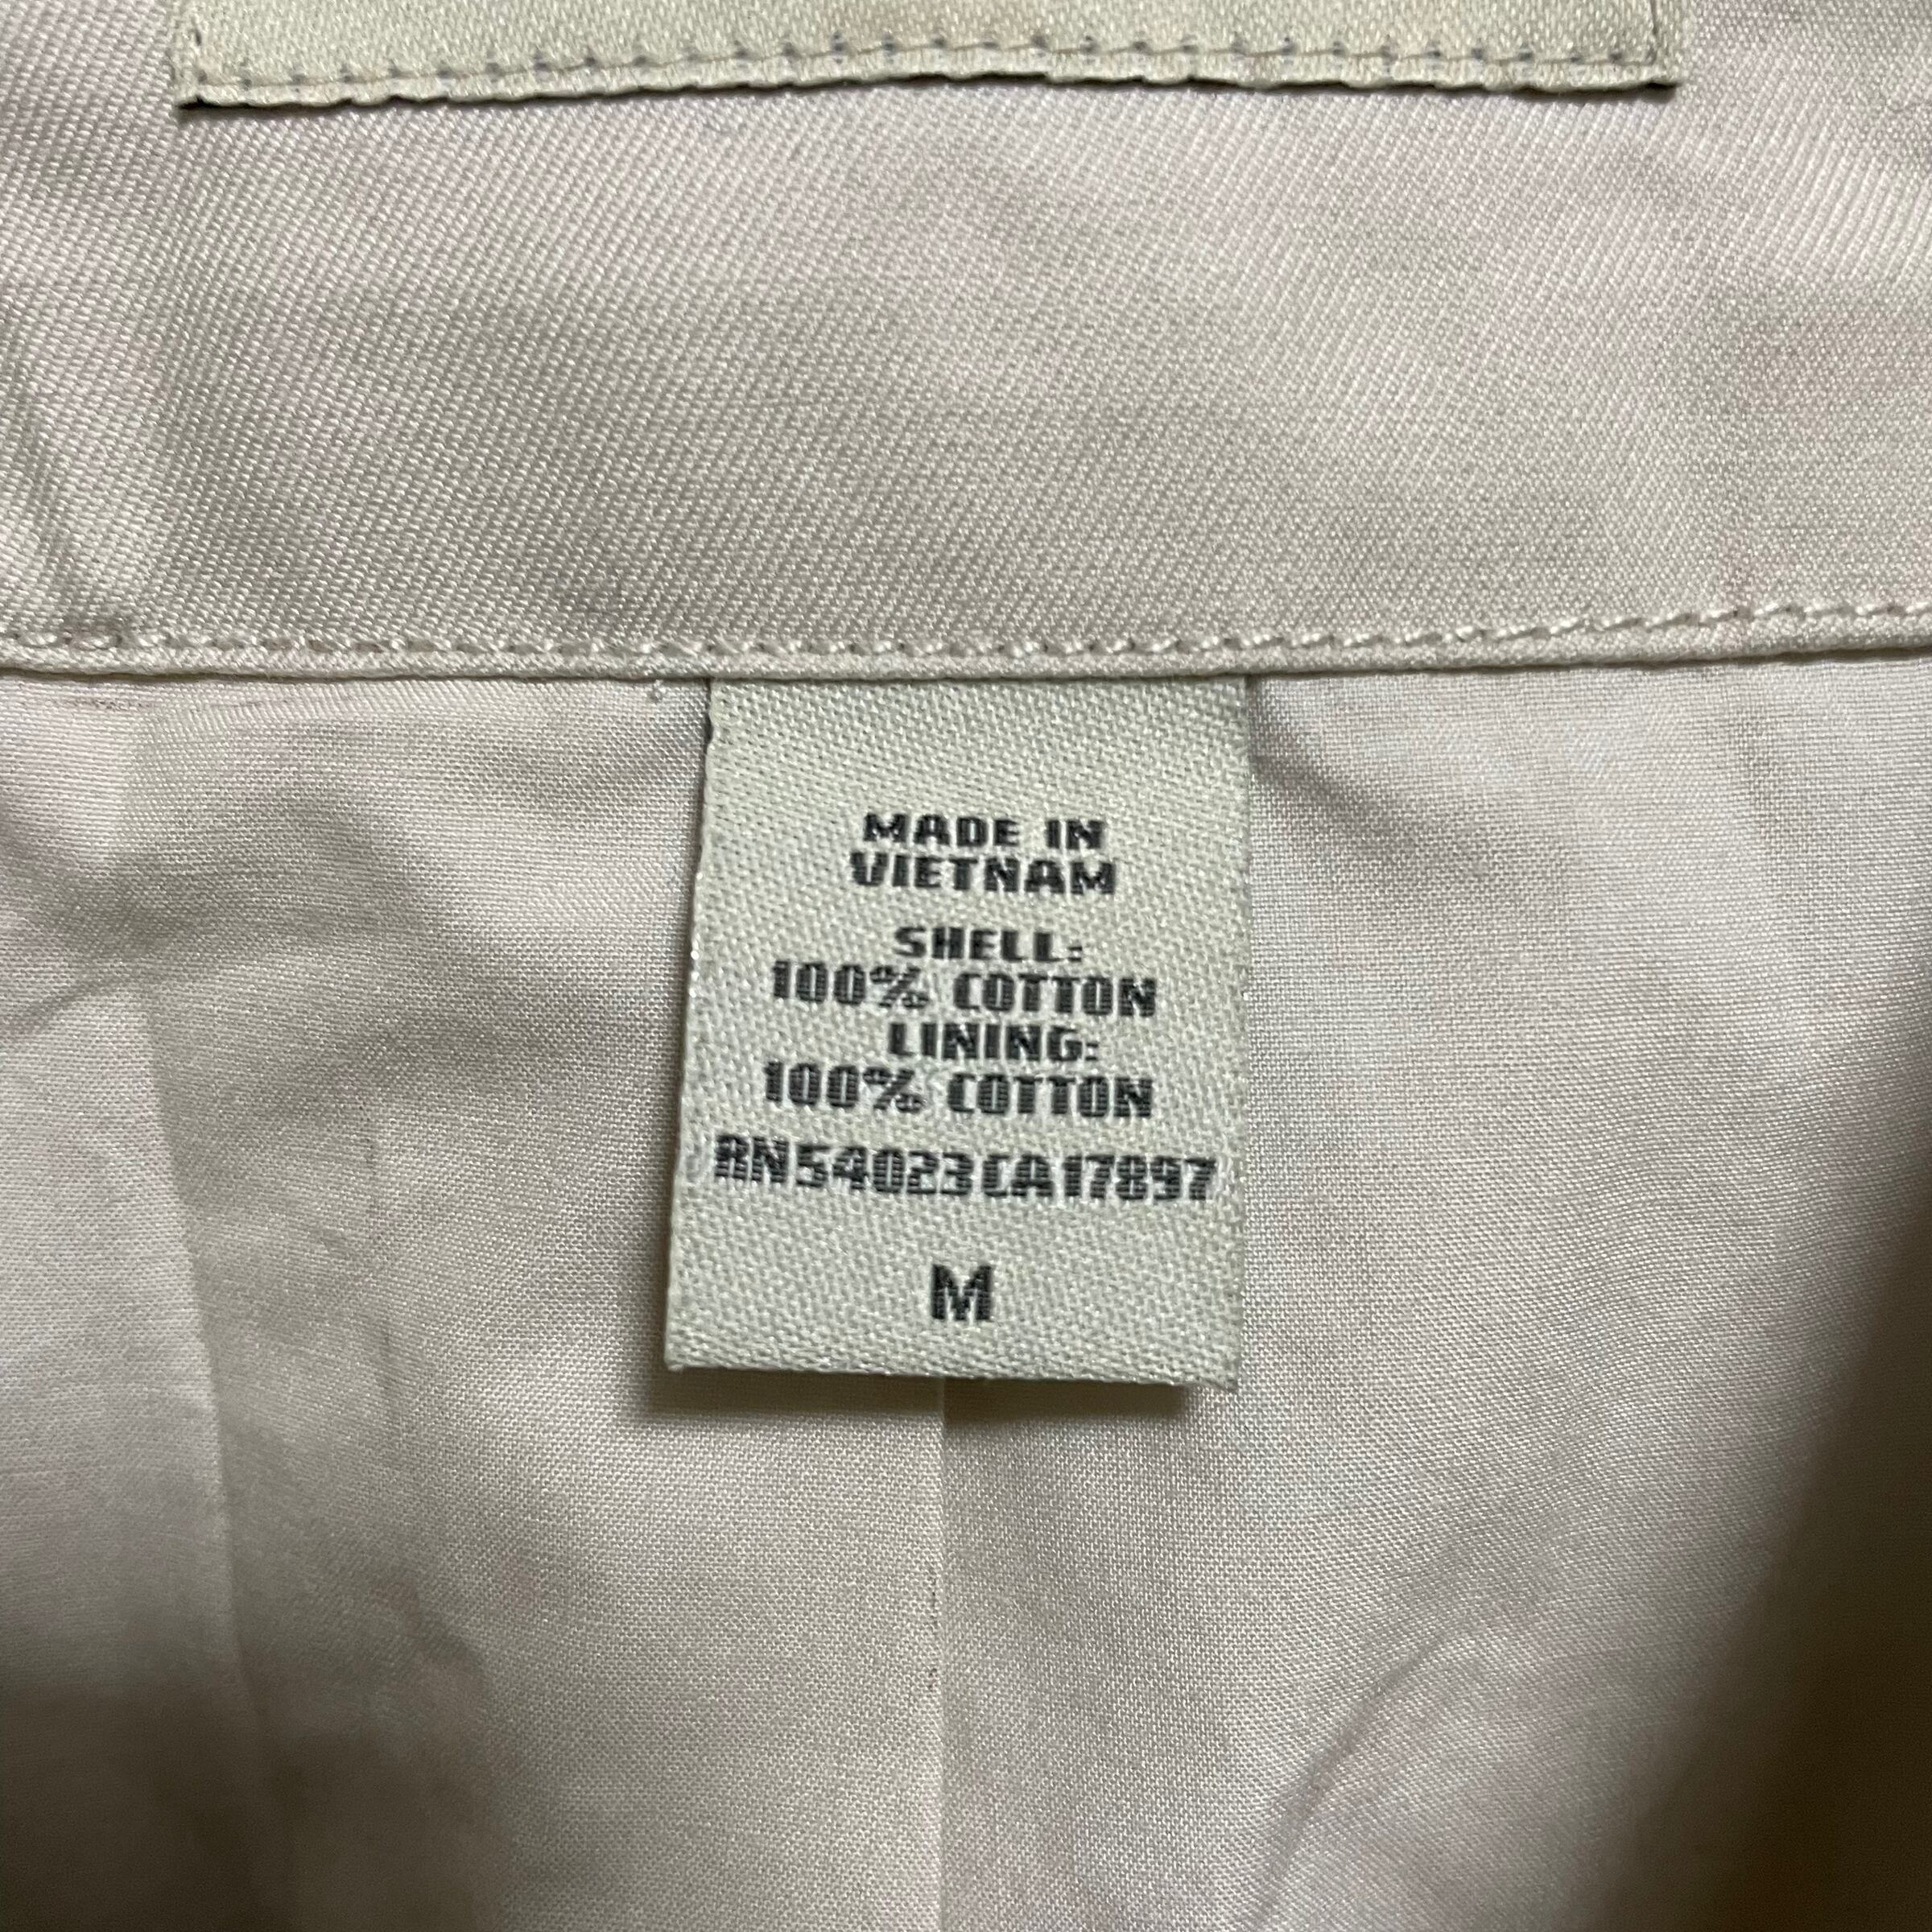 MADE IN
VIETNAM
SHELL:
100% COTTON
LINING:
100% COTTON
RN54023CA17897
M